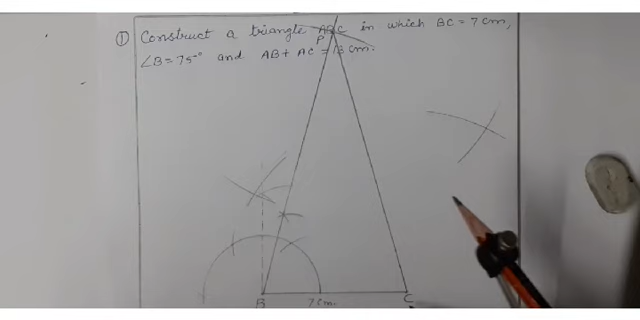 ① Construct a triangle ABC in which BC = 7 cm,
∠B = 75° and AB + AC = 13 cm.
P
B 7 cm. C